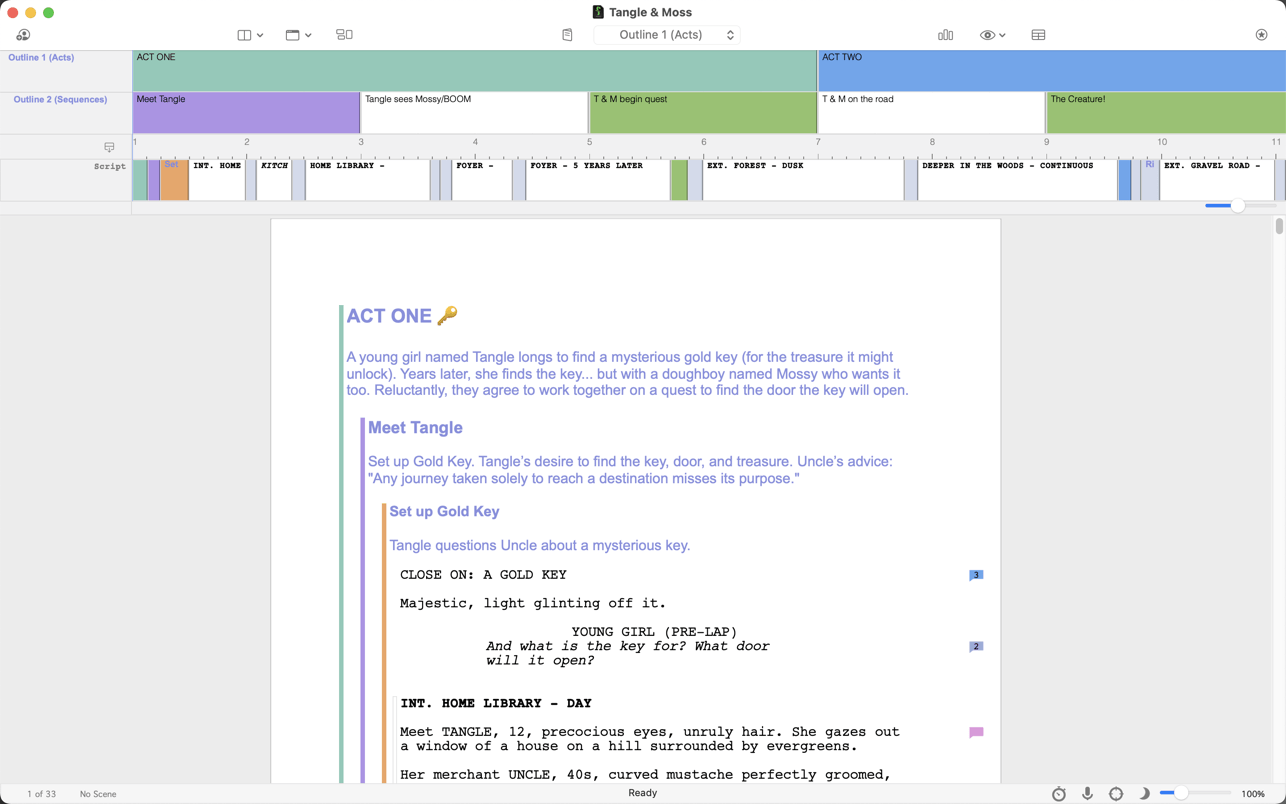 Tangle & Moss
Outline 1 (Acts)
Outline 1 (Acts)
ACT ONE
ACT TWO
Outline 2 (Sequences)
Meet Tangle
Tangle sees Mossy/BOOM
T & M begin quest
T & M on the road
The Creature!
1 2 3 4 5 6 7 8 9 10 11
Script
Set
INT. HOME
KITCH
HOME LIBRARY -
FOYER -
FOYER - 5 YEARS LATER
EXT. FOREST - DUSK
DEEPER IN THE WOODS - CONTINUOUS
Ri
EXT. GRAVEL ROAD -
ACT ONE 🔑
A young girl named Tangle longs to find a mysterious gold key (for the treasure it might
unlock). Years later, she finds the key... but with a doughboy named Mossy who wants it
too. Reluctantly, they agree to work together on a quest to find the door the key will open.
Meet Tangle
Set up Gold Key. Tangle's desire to find the key, door, and treasure. Uncle's advice:
"Any journey taken solely to reach a destination misses its purpose."
Set up Gold Key
Tangle questions Uncle about a mysterious key.
CLOSE ON: A GOLD KEY
3
Majestic, light glinting off it.
YOUNG GIRL (PRE-LAP)
And what is the key for? What door
2
will it open?
INT. HOME LIBRARY - DAY
Meet TANGLE, 12, precocious eyes, unruly hair. She gazes out
a window of a house on a hill surrounded by evergreens.
Her merchant UNCLE, 40s, curved mustache perfectly groomed,
1 of 33
No Scene
Ready
100%